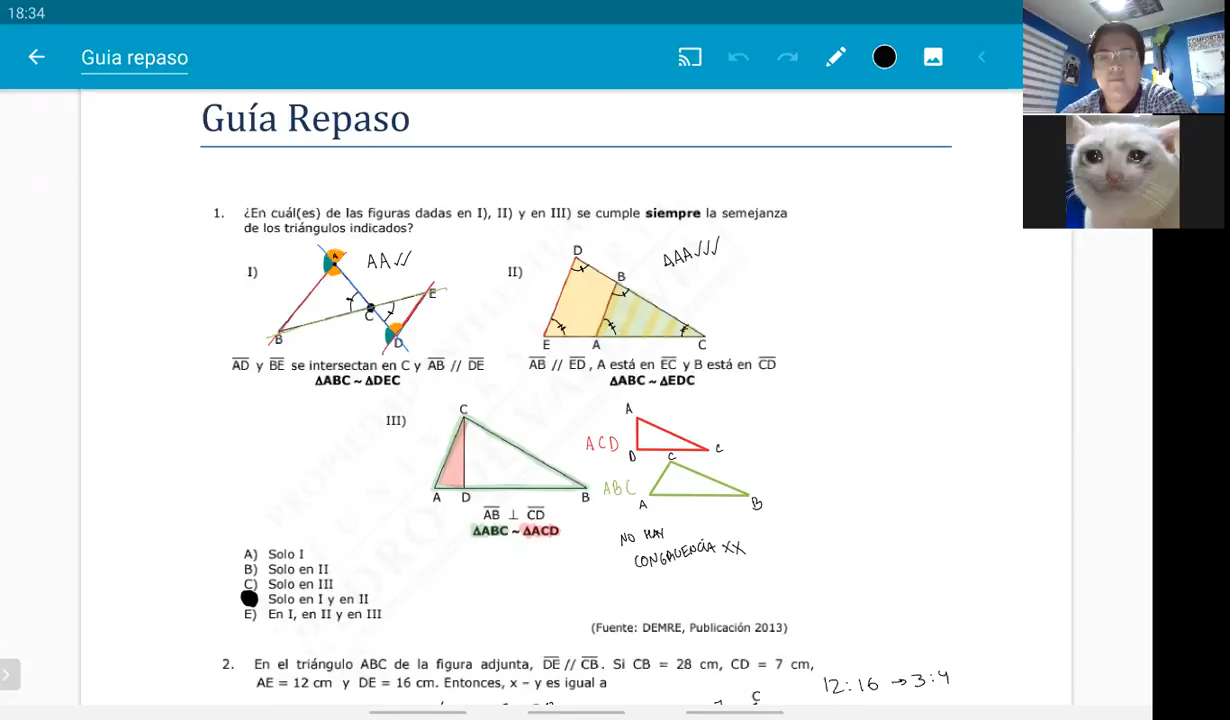 18:34
Guia repaso
COMFORTAB
Guía Repaso
1. ¿En cuál(es) de las figuras dadas en I), II) y en III) se cumple siempre la semejanza
de los triángulos indicados?
I)
AA✓✓
A
B
C
D
E
AD y BE se intersectan en C y AB // DE
ΔABC ~ ΔDEC
II)
AAA✓✓✓
D
B
E
A
C
AB // ED , A está en EC y B está en CD
ΔABC ~ ΔEDC
III)
C
A
D
B
AB ⊥ CD
ΔABC ~ ΔACD
A
ACD
D
C
C
ABC
A
B
NO HAY
CONGRUENCIA XX
A) Solo I
B) Solo en II
C) Solo en III
Solo en I y en II
E) En I, en II y en III
(Fuente: DEMRE, Publicación 2013)
2. En el triángulo ABC de la figura adjunta, DE // CB. Si CB = 28 cm, CD = 7 cm,
AE = 12 cm y DE = 16 cm. Entonces, x – y es igual a
12:16 → 3:4
C